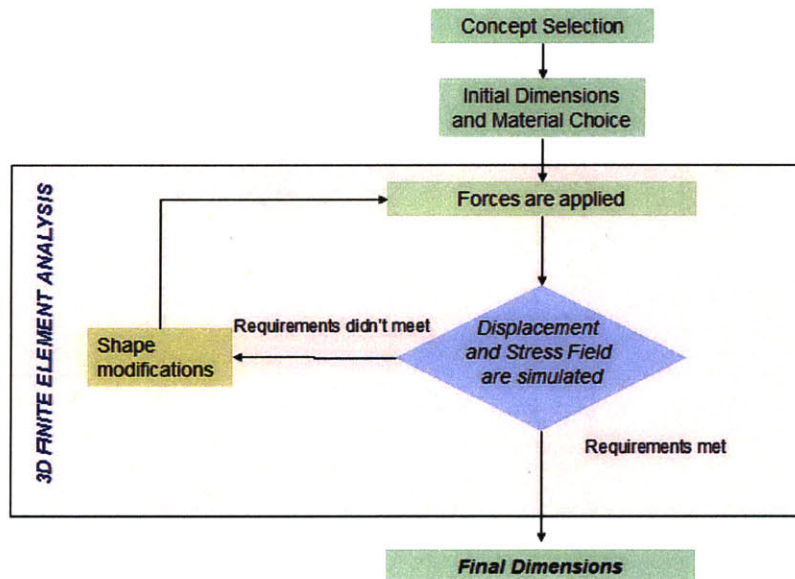 Concept Selection
Initial Dimensions
and Material Choice
3D FINITE ELEMENT ANALYSIS
Forces are applied
Requirements didn't meet
Displacement
and Stress Field
are simulated
Shape
modifications
Requirements met
Final Dimensions